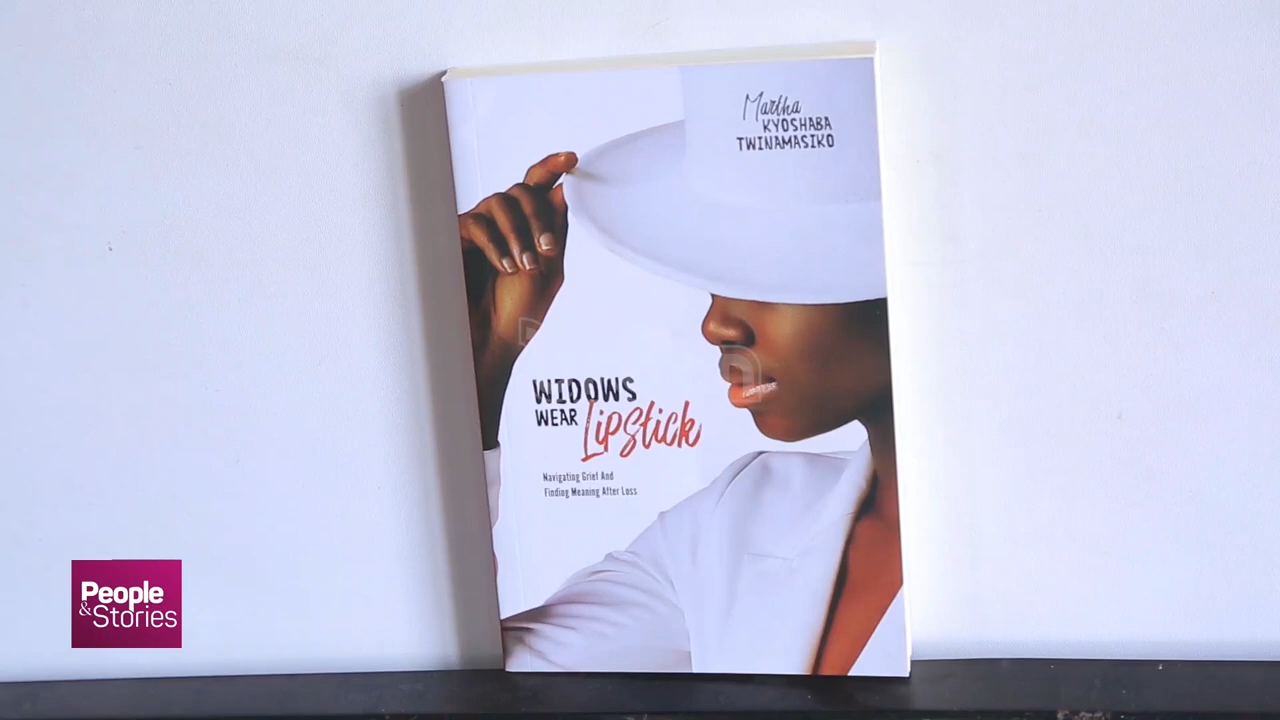 Martha
KYOSHABA
TWINAMASIKO
WIDOWS
WEAR Lipstick
Navigating Grief And
Finding Meaning After Loss
People
& Stories